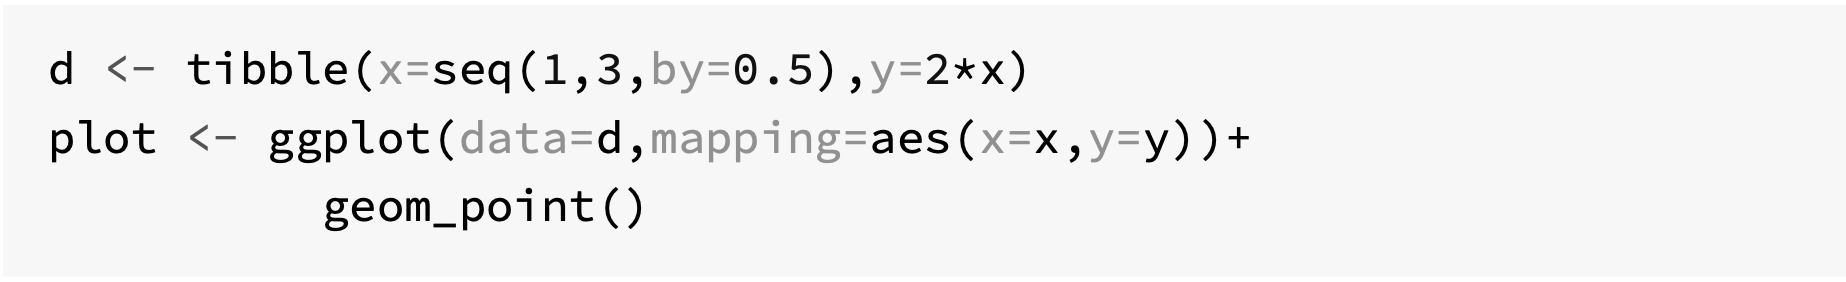 d <- tibble(x=seq(1,3,by=0.5),y=2*x)
plot <- ggplot(data=d,mapping=aes(x=x,y=y))+
          geom_point()